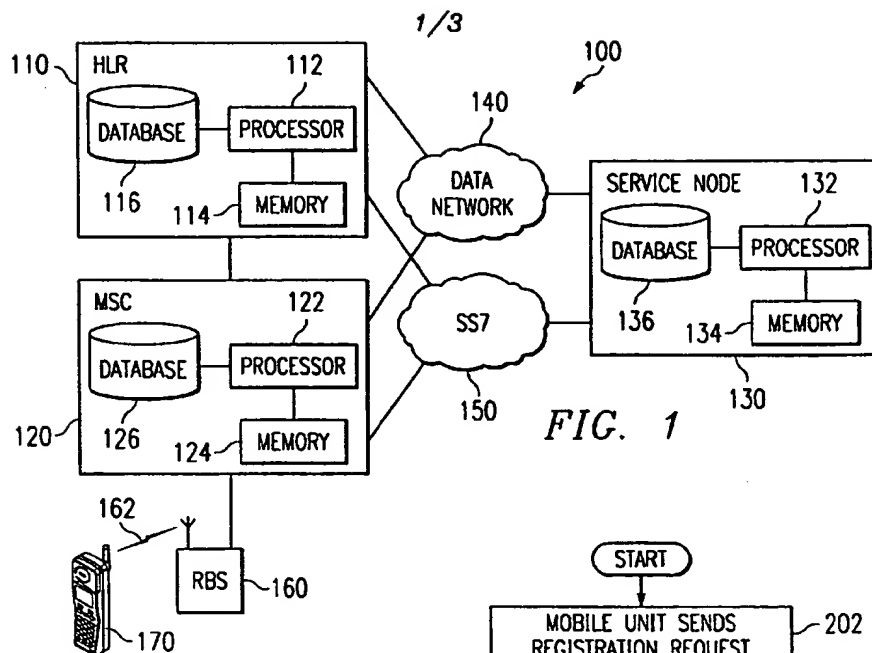 1/3
110
HLR
112
100
DATABASE
PROCESSOR
140
116
114
MEMORY
DATA
NETWORK
SERVICE NODE
132
DATABASE
PROCESSOR
136
134
MEMORY
130
MSC
122
DATABASE
PROCESSOR
SS7
150
120
126
124
MEMORY
FIG. 1
162
RBS
160
170
START
MOBILE UNIT SENDS
REGISTRATION REQUEST
202